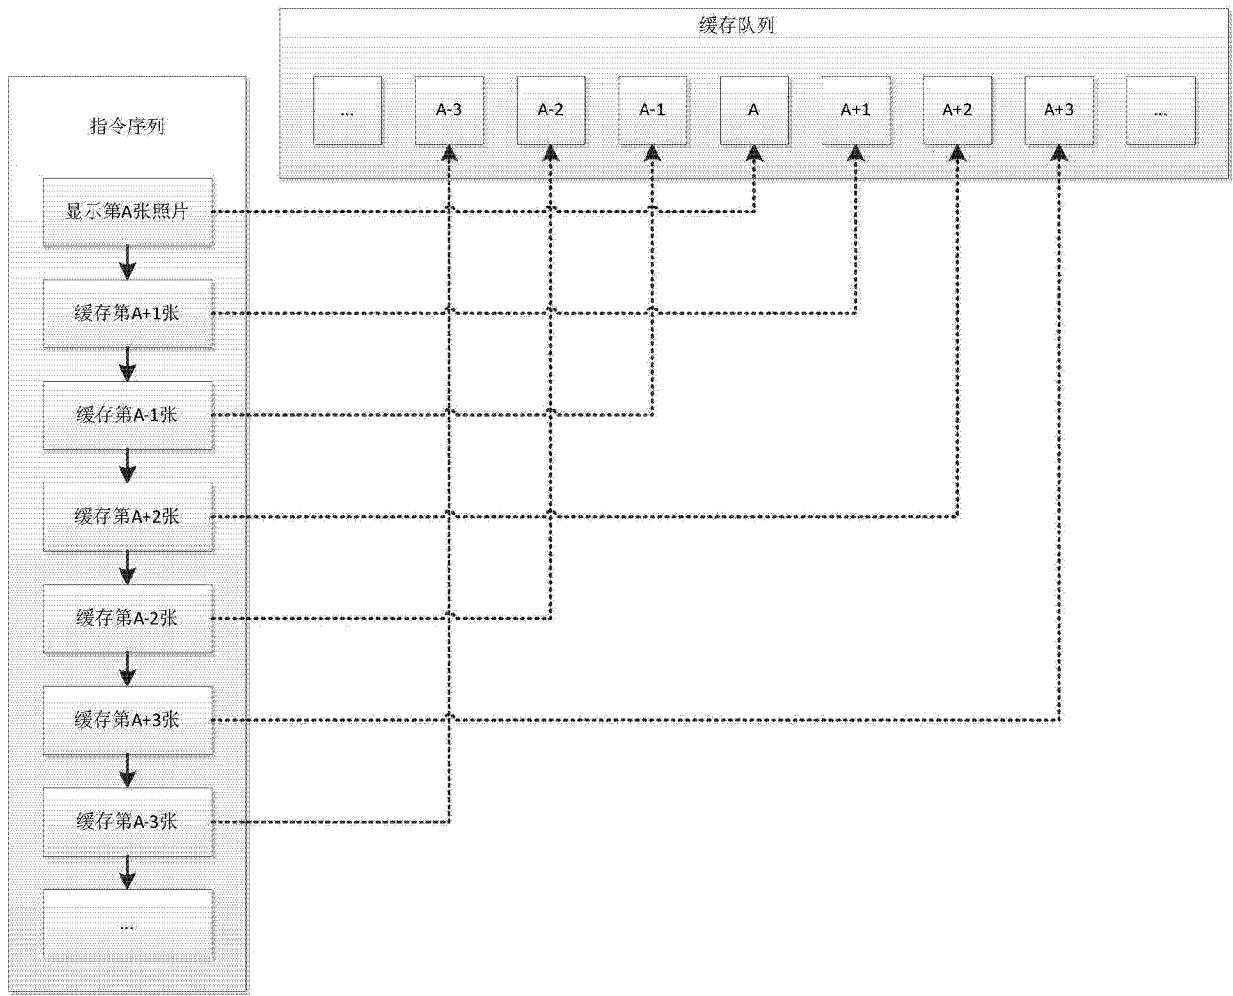 缓存队列
... A-3 A-2 A-1 A A+1 A+2 A+3 ...
指令序列
显示第A张照片
缓存第A+1张
缓存第A-1张
缓存第A+2张
缓存第A-2张
缓存第A+3张
缓存第A-3张
...